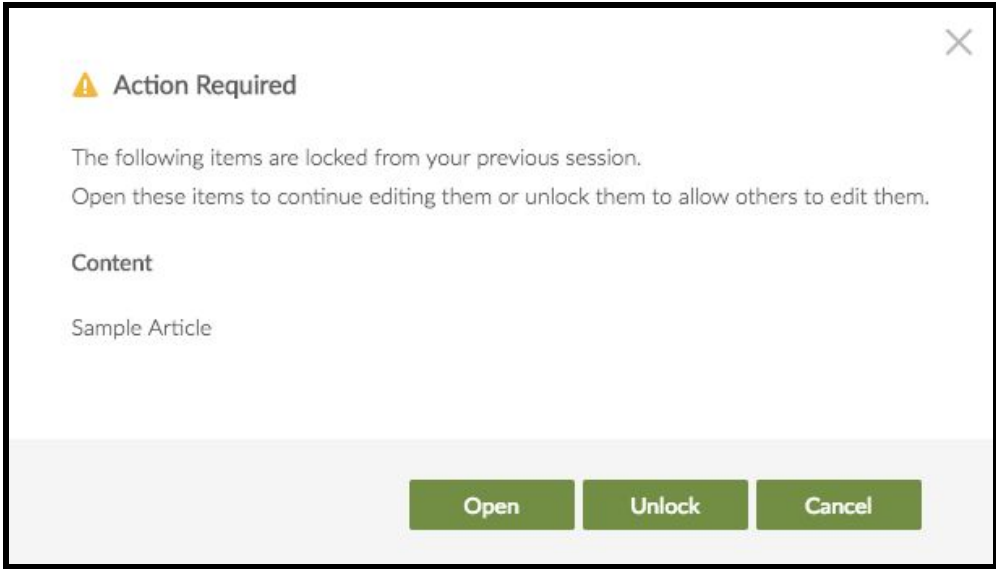 Action Required
The following items are locked from your previous session.
Open these items to continue editing them or unlock them to allow others to edit them.
Content
Sample Article
Open Unlock Cancel